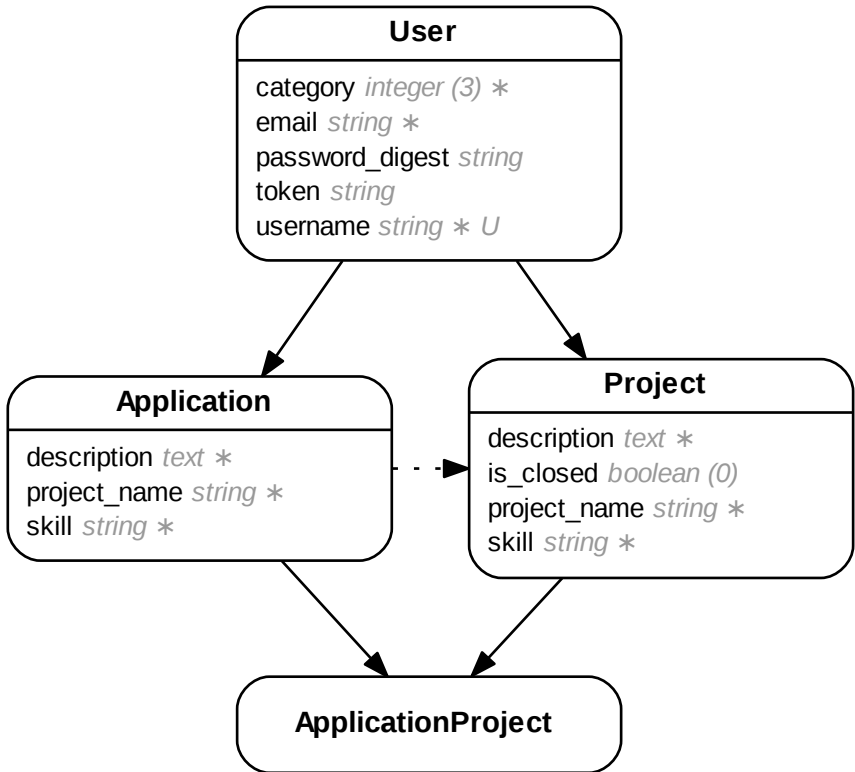 User
category integer (3) ∗
email string ∗
password_digest string
token string
username string ∗ U
Application
description text ∗
project_name string ∗
skill string ∗
Project
description text ∗
is_closed boolean (0)
project_name string ∗
skill string ∗
ApplicationProject